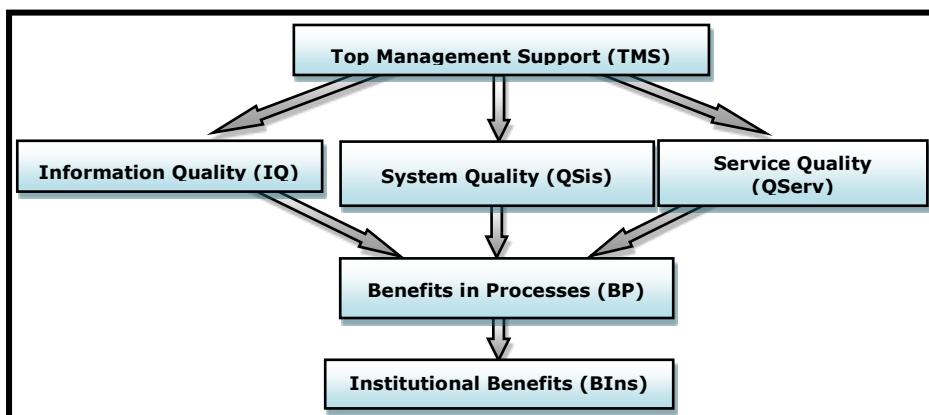 Top Management Support (TMS)
Information Quality (IQ)
System Quality (QSis)
Service Quality
(QServ)
Benefits in Processes (BP)
Institutional Benefits (BIns)